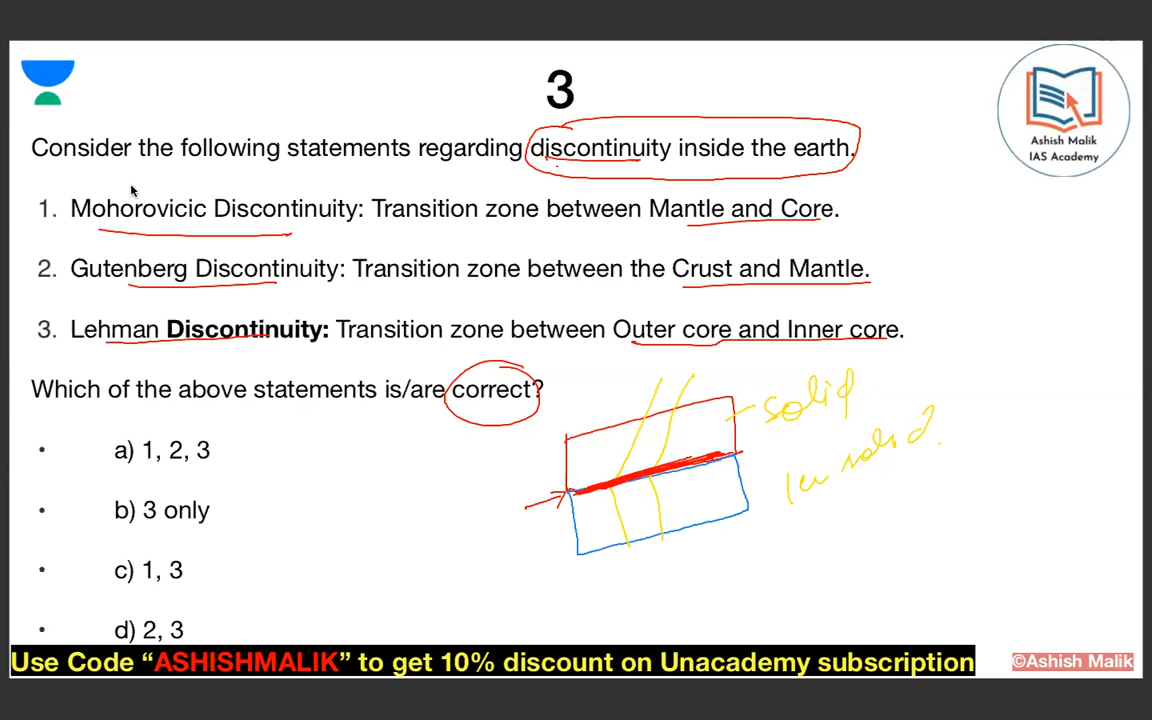 3
Ashish Malik
IAS Academy
Consider the following statements regarding discontinuity inside the earth.
1. Mohorovicic Discontinuity: Transition zone between Mantle and Core.
2. Gutenberg Discontinuity: Transition zone between the Crust and Mantle.
3. Lehman Discontinuity: Transition zone between Outer core and Inner core.
Which of the above statements is/are correct?
solid
solid.
• a) 1, 2, 3
• b) 3 only
• c) 1, 3
• d) 2, 3
Use Code “ASHISHMALIK” to get 10% discount on Unacademy subscription
©Ashish Malik